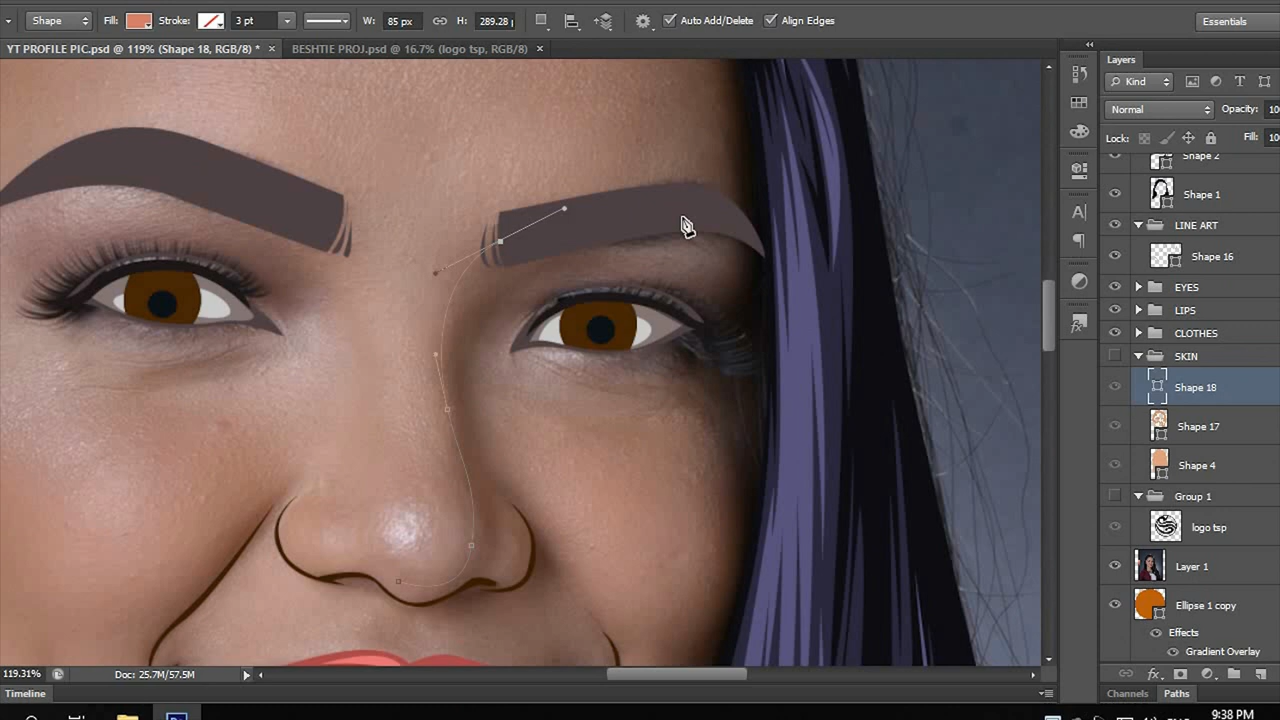 Shape Fill: Stroke: 3 pt W: 85 px H: 289.28 Auto Add/Delete Align Edges Essentials
YT PROFILE PIC.psd @ 119% (Shape 18, RGB/8) * × BESHTIE PROJ.psd @ 16.7% (logo tsp, RGB/8) ×
Layers
Kind
Normal Opacity:
Lock: Fill:
Shape 2
Shape 1
LINE ART
Shape 16
EYES
LIPS
CLOTHES
SKIN
Shape 18
Shape 17
Shape 4
Group 1
logo tsp
Layer 1
Ellipse 1 copy
Effects
Gradient Overlay
119.31% Doc: 25.7M/57.5M
Timeline Channels Paths
9:38 PM